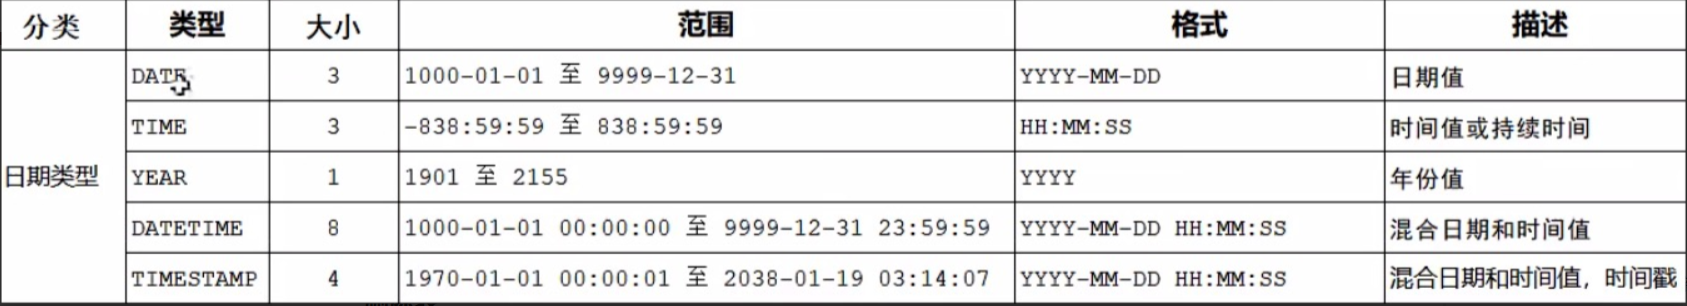 分类 类型 大小 范围 格式 描述
DATE 3 1000-01-01 至 9999-12-31 YYYY-MM-DD 日期值
TIME 3 -838:59:59 至 838:59:59 HH:MM:SS 时间值或持续时间
日期类型 YEAR 1 1901 至 2155 YYYY 年份值
DATETIME 8 1000-01-01 00:00:00 至 9999-12-31 23:59:59 YYYY-MM-DD HH:MM:SS 混合日期和时间值
TIMESTAMP 4 1970-01-01 00:00:01 至 2038-01-19 03:14:07 YYYY-MM-DD HH:MM:SS 混合日期和时间值，时间戳